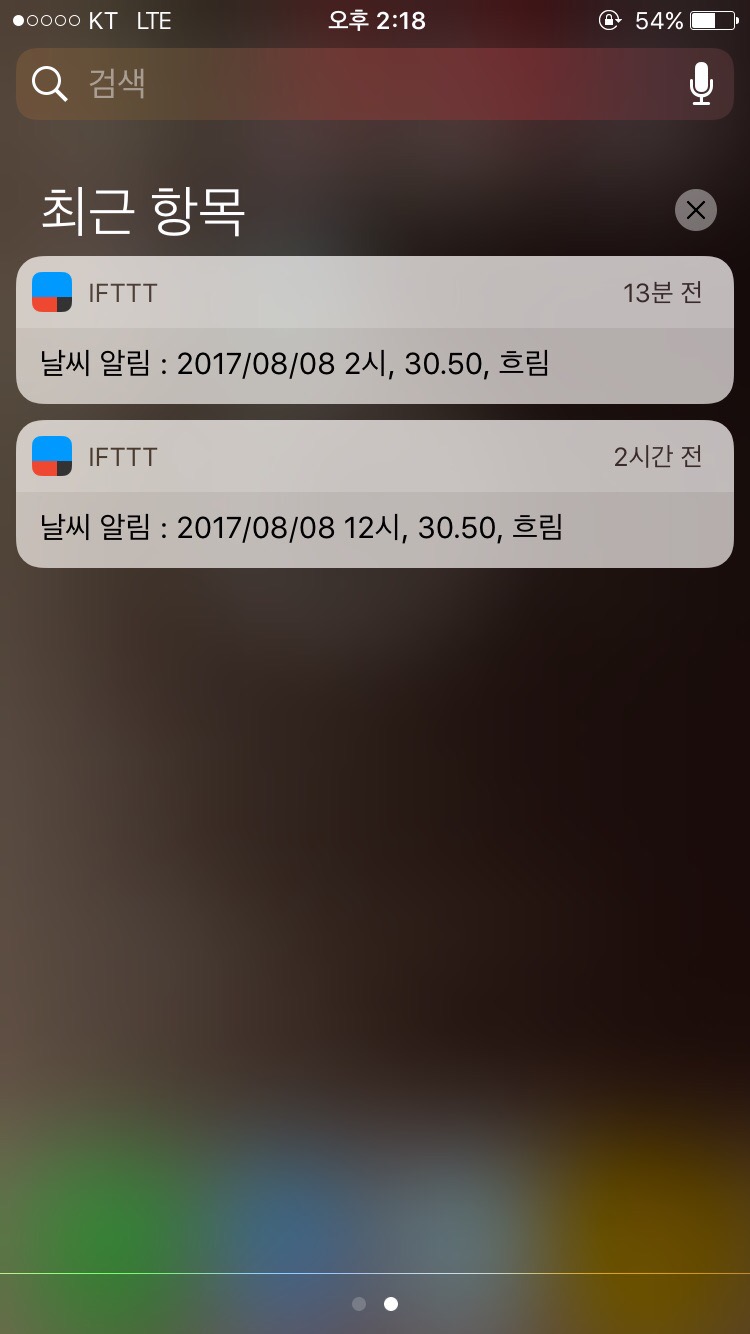 KT LTE 오후 2:18 54%
검색
최근 항목
IFTTT 13분 전
날씨 알림 : 2017/08/08 2시, 30.50, 흐림
IFTTT 2시간 전
날씨 알림 : 2017/08/08 12시, 30.50, 흐림